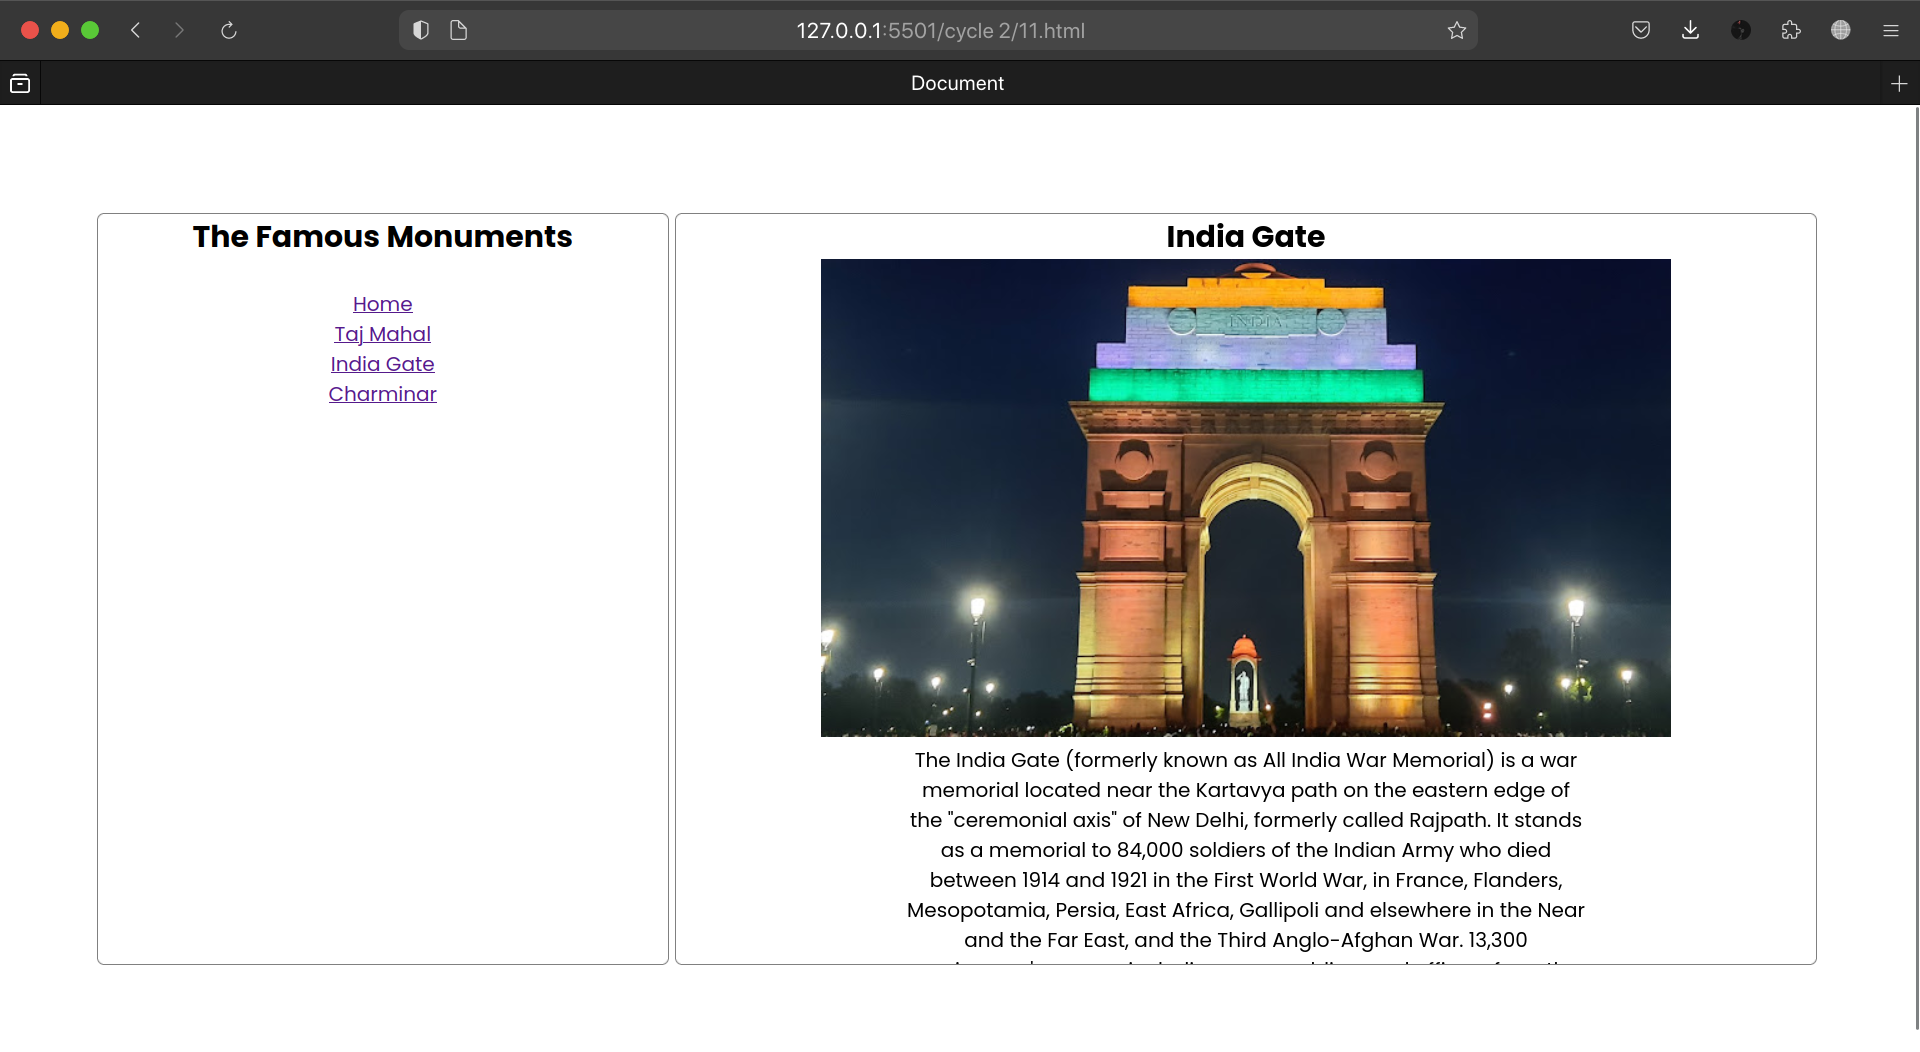 127.0.0.1:5501/cycle 2/11.html
Document
The Famous Monuments
Home
Taj Mahal
India Gate
Charminar
India Gate
INDIA
The India Gate (formerly known as All India War Memorial) is a war
memorial located near the Kartavya path on the eastern edge of
the "ceremonial axis" of New Delhi, formerly called Rajpath. It stands
as a memorial to 84,000 soldiers of the Indian Army who died
between 1914 and 1921 in the First World War, in France, Flanders,
Mesopotamia, Persia, East Africa, Gallipoli and elsewhere in the Near
and the Far East, and the Third Anglo-Afghan War. 13,300